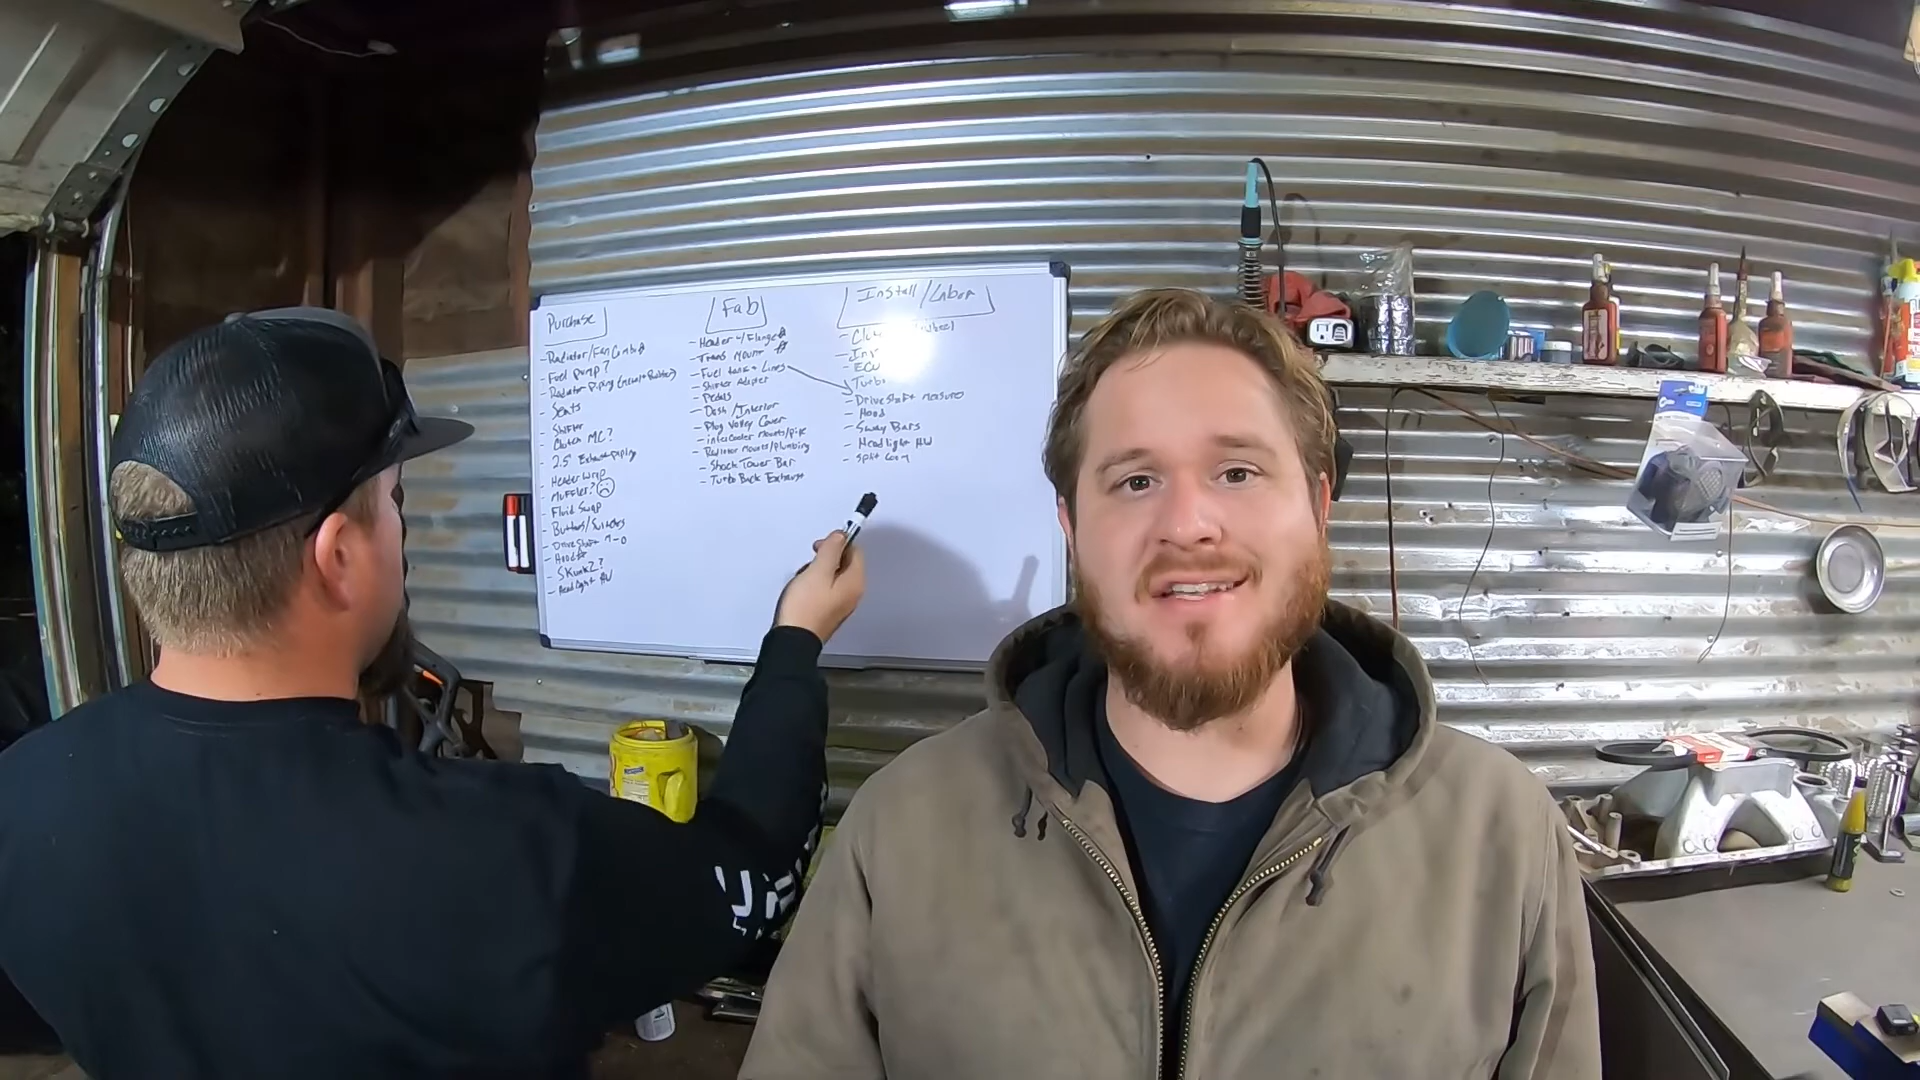 Purchase
- Radiator/Fan Combo
- Fuel pump?
- Radiator Piping (metal + Rubber)
- Seats
- Shifter
- Clutch MC?
- 2.5" Exhaust piping
- Header wrap
- Muffler?
- Fluid Swap
- Buttons/Switches
- Driveshaft M-O
- Hood
- Skunk2?
- Headlight HW
Fab
- Header w/ Flange
- Trans Mount
- Fuel tank + Lines
- Shifter Adapter
- Pedals
- Dash/Interior
- Plug Valley Cover
- intercooler mounts/pipe
- Radiator Mounts/plumbing
- Shock Tower Bar
- Turbo Back Exhaust
Install/Labor
- ECU
- Turbo
- Driveshaft measure
- Hood
- Sway Bars
- Headlight HW
- Split Loom